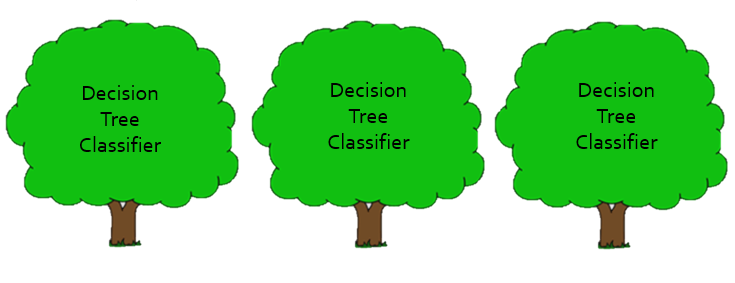 Decision
Tree
Classifier
Decision
Tree
Classifier
Decision
Tree
Classifier